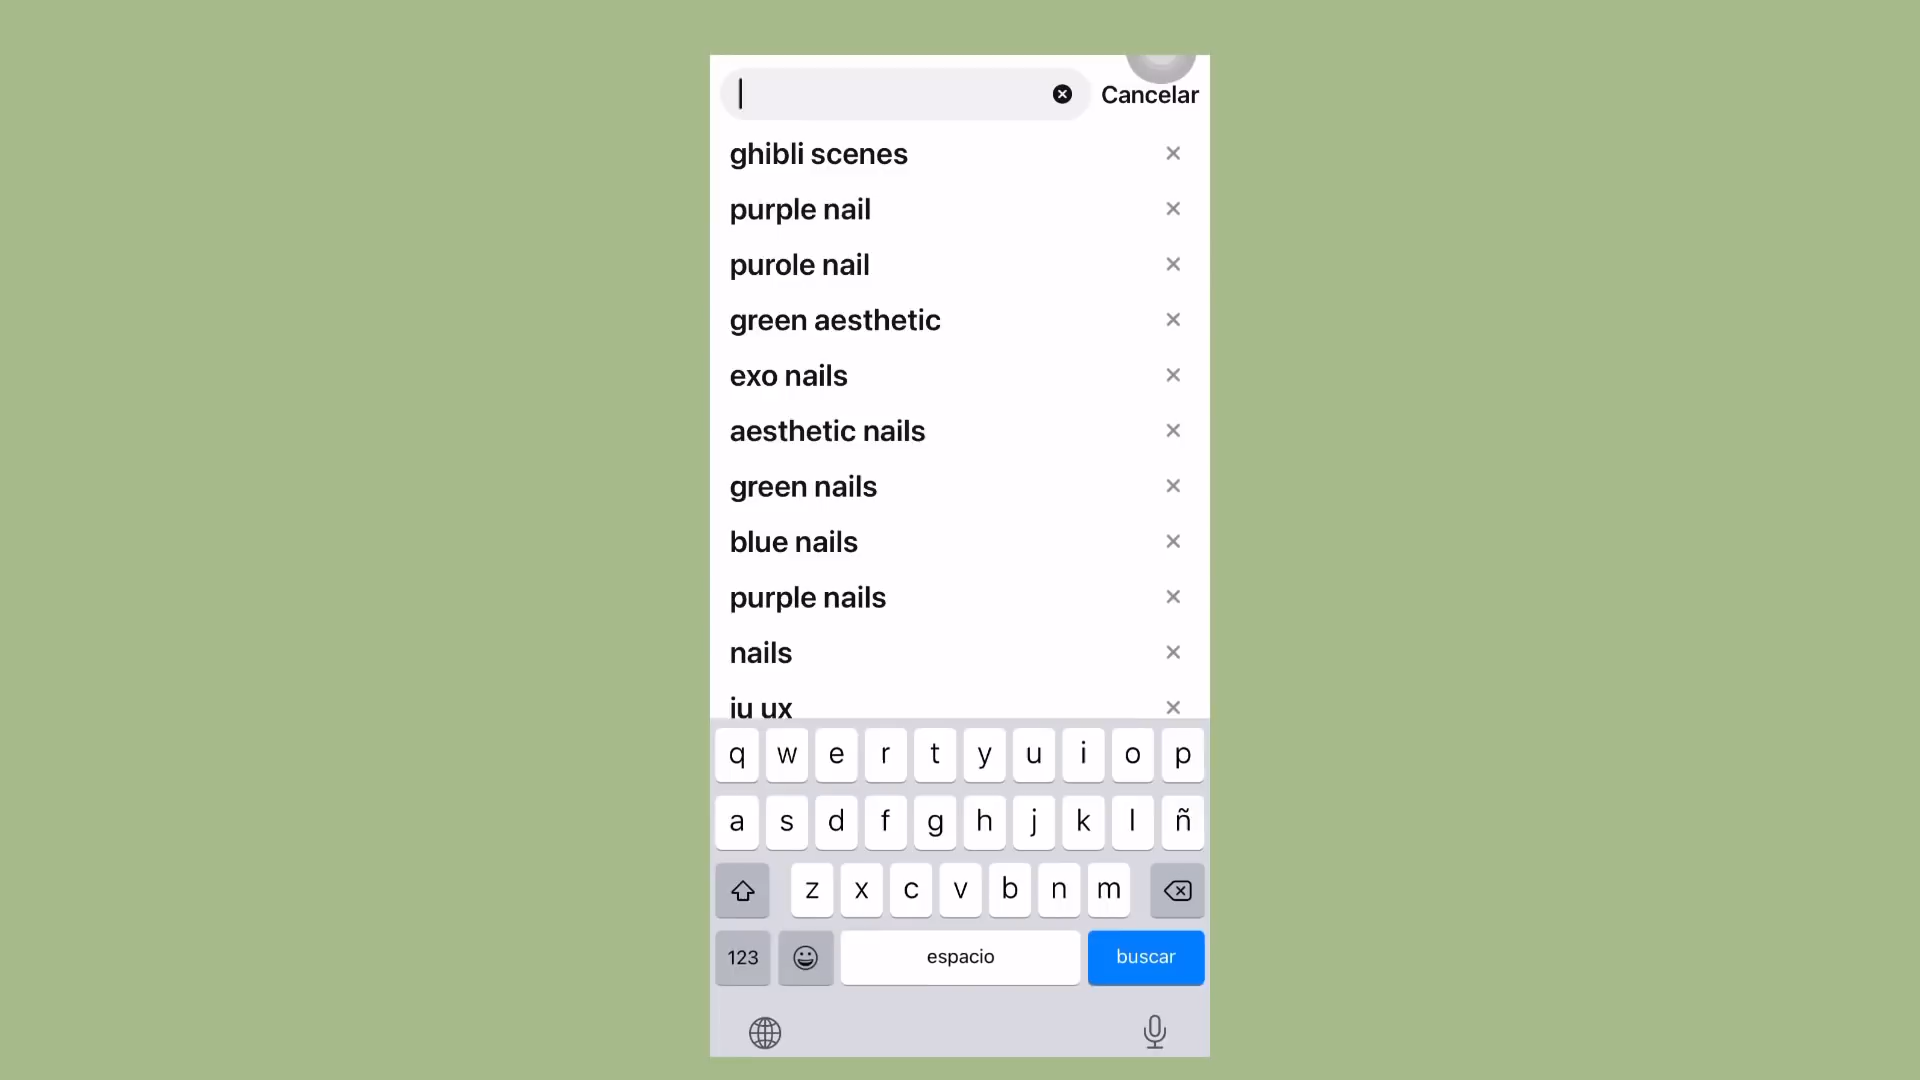 Cancelar
ghibli scenes
purple nail
purole nail
green aesthetic
exo nails
aesthetic nails
green nails
blue nails
purple nails
nails
iu ux
q w e r t y u i o p
a s d f g h j k l ñ
z x c v b n m
123 espacio buscar